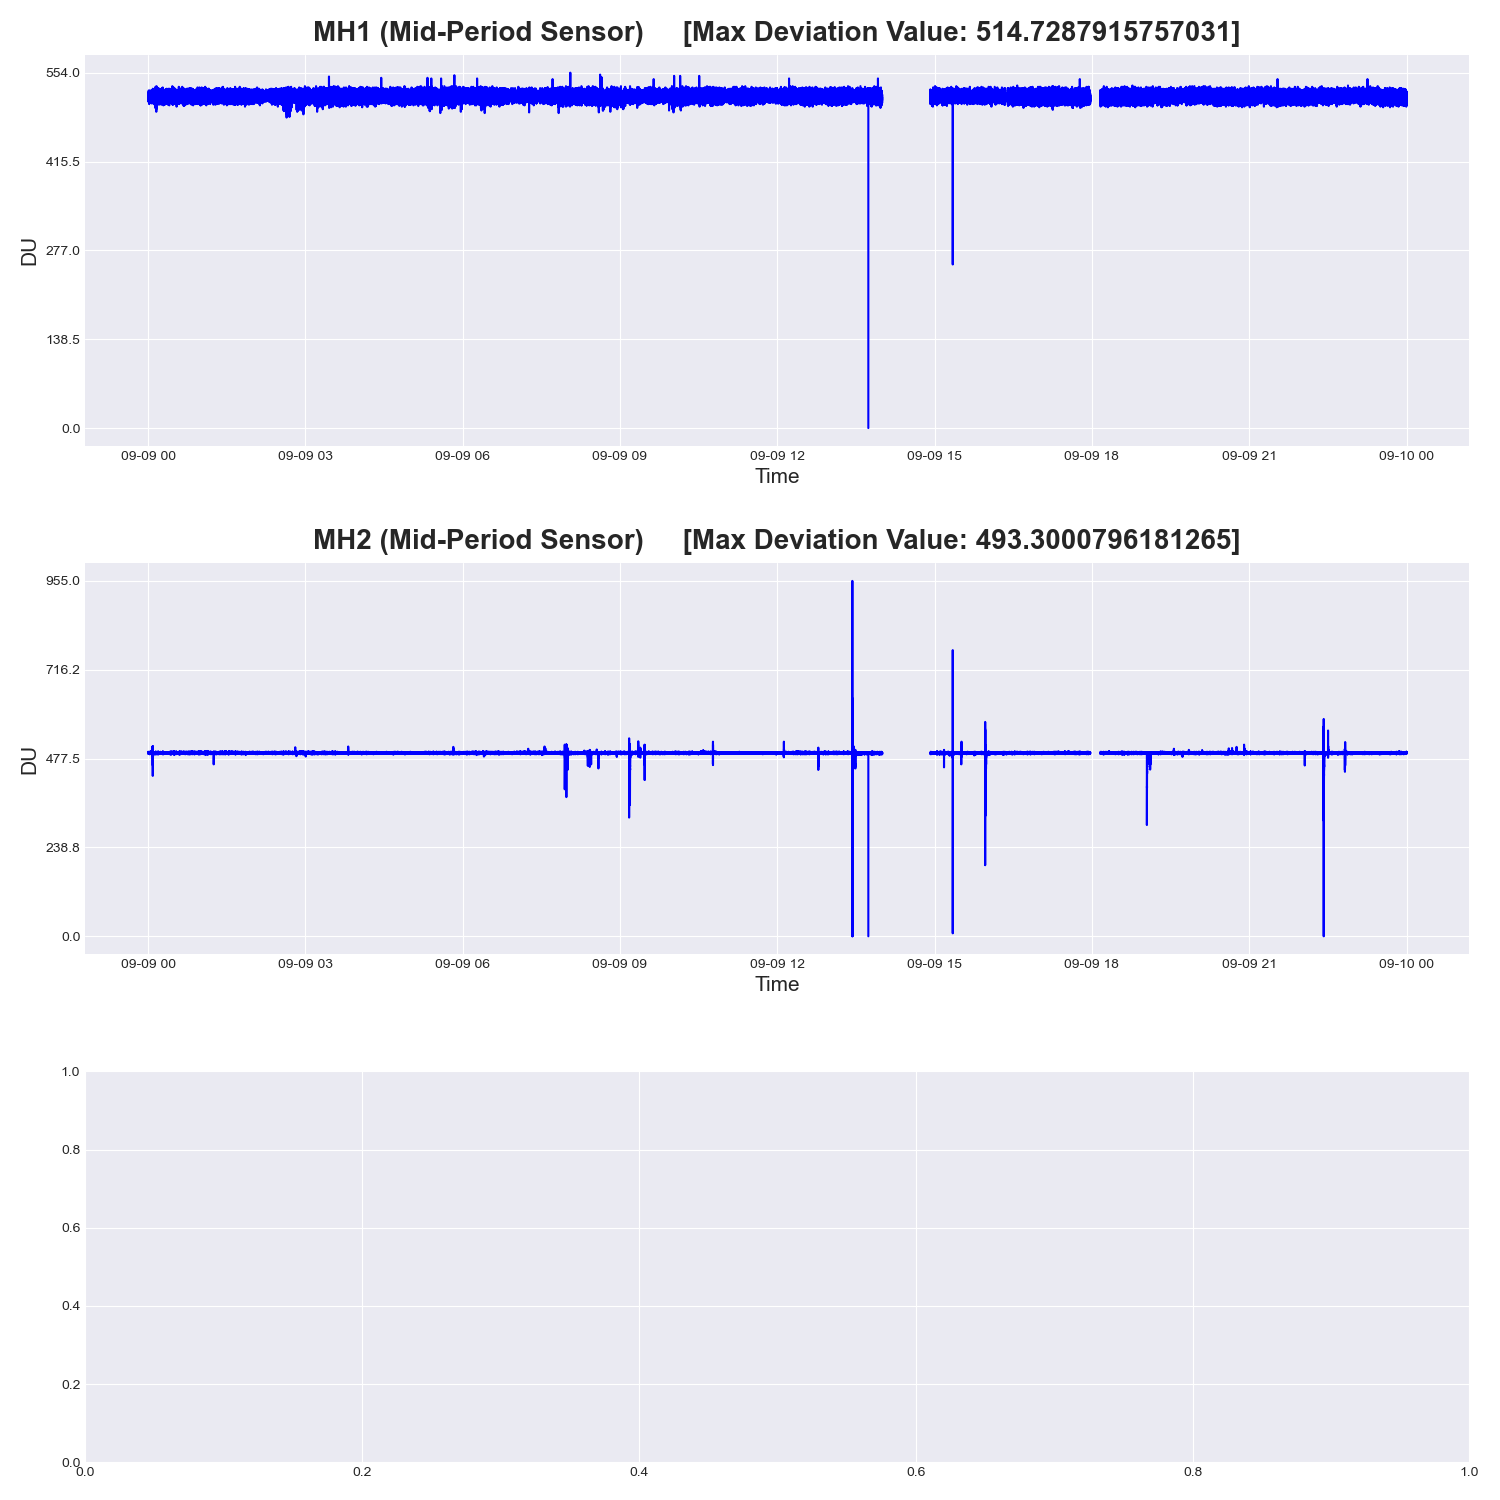 MH1 (Mid-Period Sensor) [Max Deviation Value: 514.7287915757031]
554.0
415.5
277.0
138.5
0.0
DU
09-09 00 09-09 03 09-09 06 09-09 09 09-09 12 09-09 15 09-09 18 09-09 21 09-10 00
Time
MH2 (Mid-Period Sensor) [Max Deviation Value: 493.3000796181265]
955.0
716.2
477.5
238.8
0.0
DU
09-09 00 09-09 03 09-09 06 09-09 09 09-09 12 09-09 15 09-09 18 09-09 21 09-10 00
Time
1.0
0.8
0.6
0.4
0.2
0.0
0.0 0.2 0.4 0.6 0.8 1.0